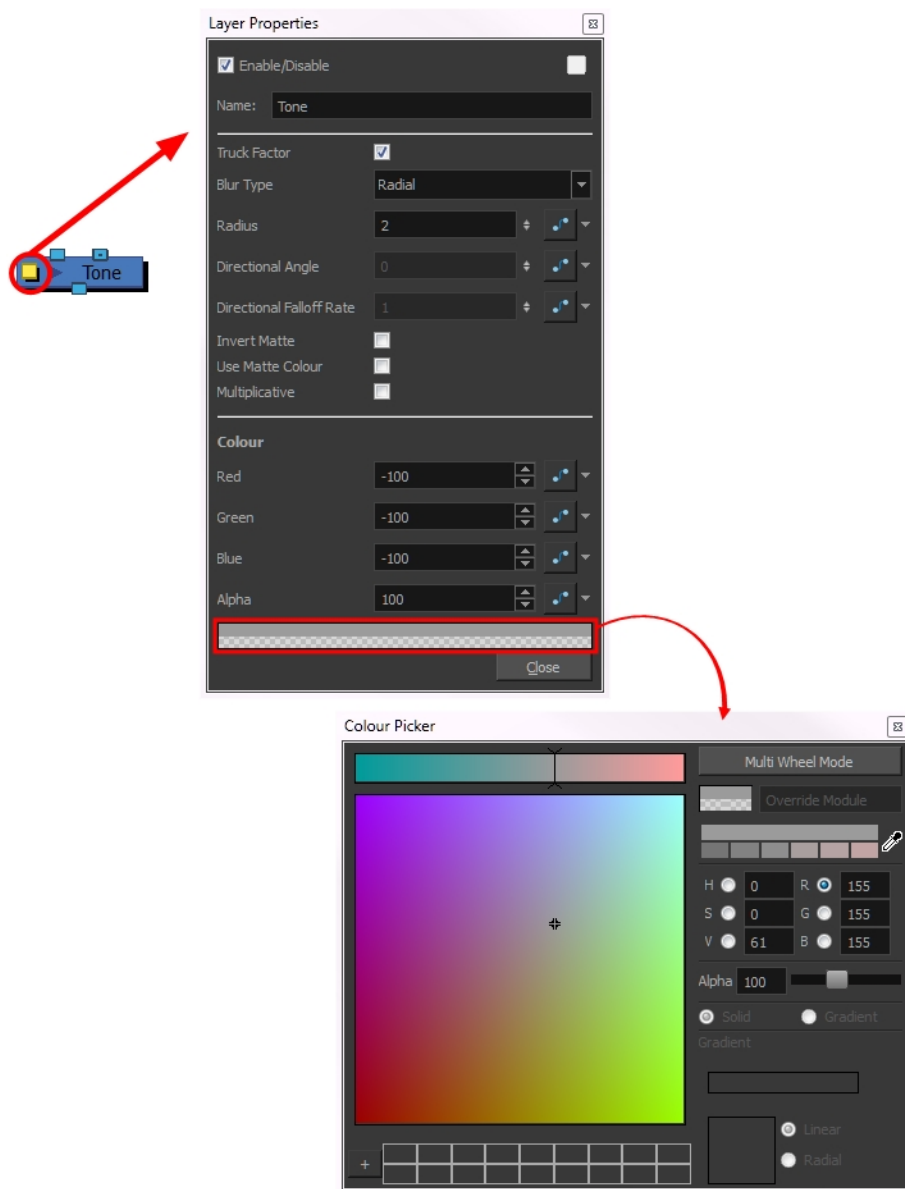 Layer Properties
Enable/Disable
Name: Tone
Truck Factor
Blur Type Radial
Radius 2
Directional Angle 0
Directional Falloff Rate 1
Invert Matte
Use Matte Colour
Multiplicative
Colour
Red -100
Green -100
Blue -100
Alpha 100
Close
Tone
Colour Picker
Multi Wheel Mode
Override Module
H 0 R 155
S 0 G 155
V 61 B 155
Alpha 100
Solid Gradient
Gradient
Linear
Radial
+